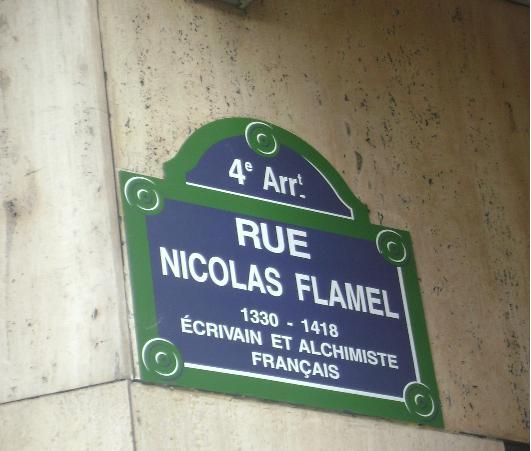 4e Arrt.
RUE
NICOLAS FLAMEL
1330 - 1418
ÉCRIVAIN ET ALCHIMISTE
FRANÇAIS